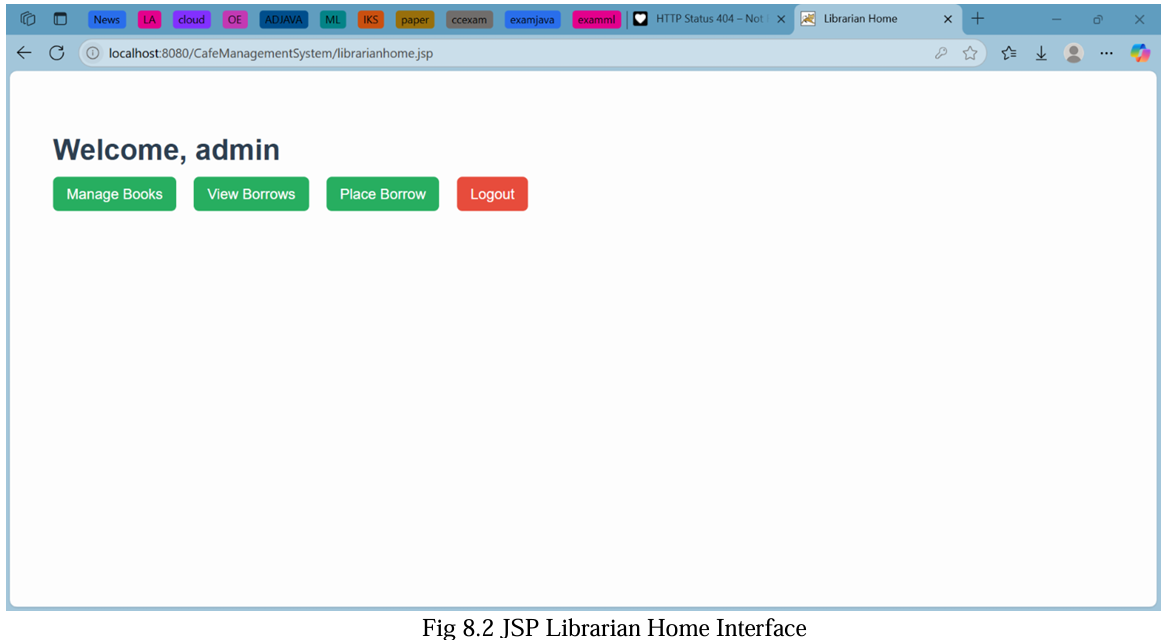 News LA cloud OE ADJAVA ML IKS paper ccexam examjava examml HTTP Status 404 – Not Librarian Home
localhost:8080/CafeManagementSystem/librarianhome.jsp
Welcome, admin
Manage Books View Borrows Place Borrow Logout
Fig 8.2 JSP Librarian Home Interface